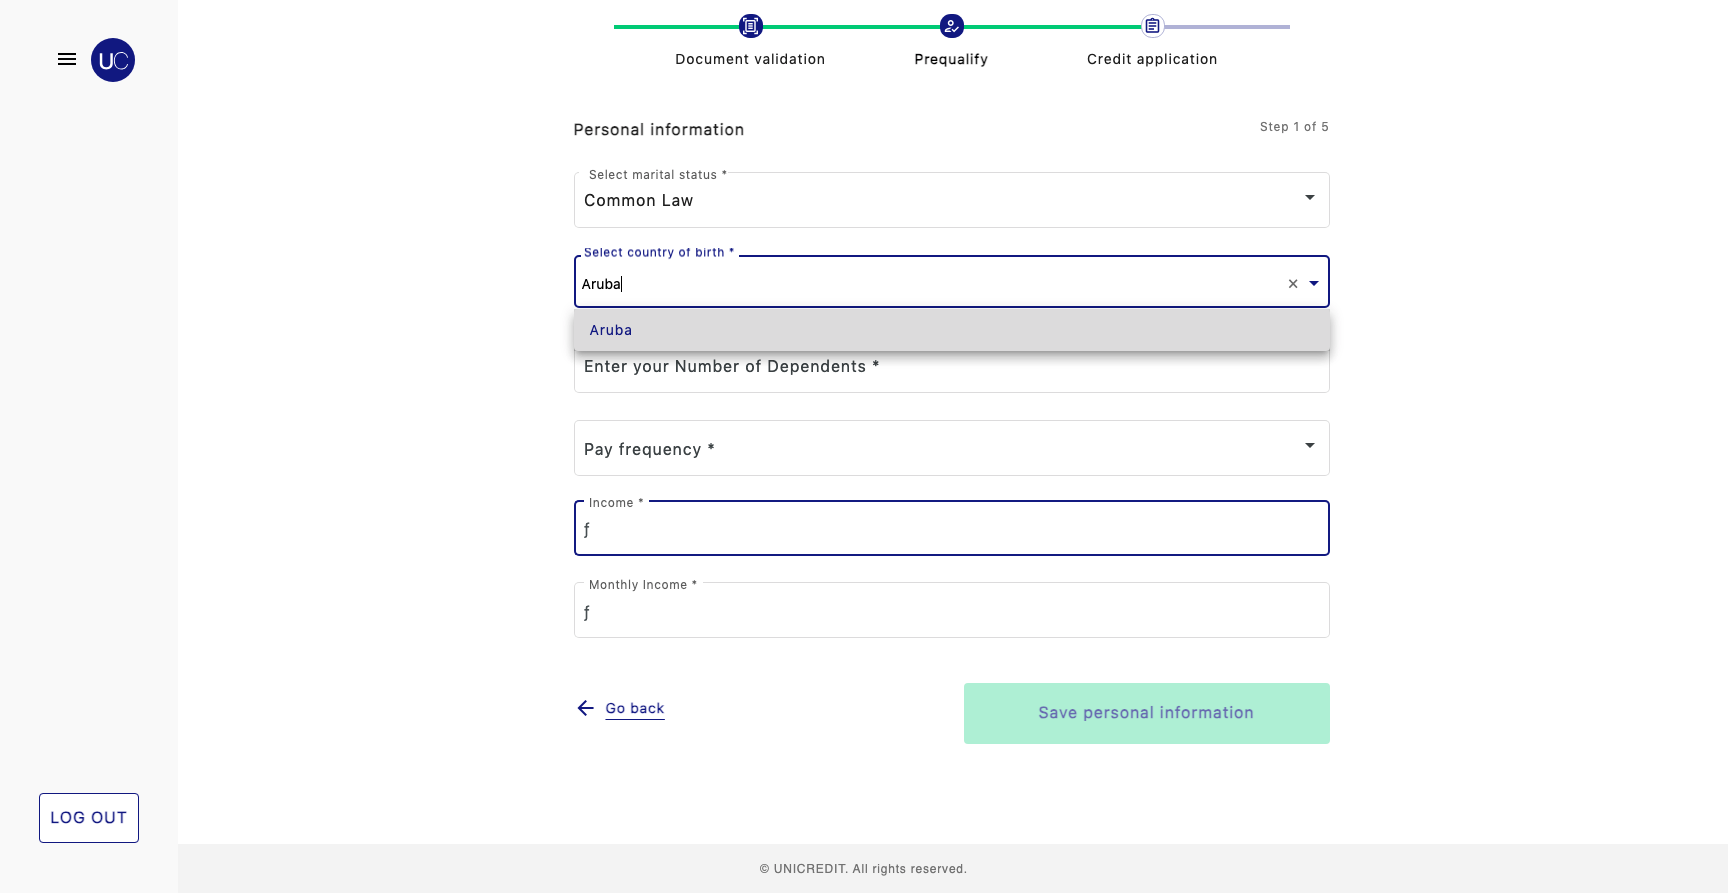 UC
Document validation
Prequalify
Credit application
Personal information
Step 1 of 5
Select marital status *
Common Law
Select country of birth *
Aruba
Aruba
Enter your Number of Dependents *
Pay frequency *
Income *
ƒ
Monthly Income *
ƒ
Go back
Save personal information
LOG OUT
© UNICREDIT. All rights reserved.